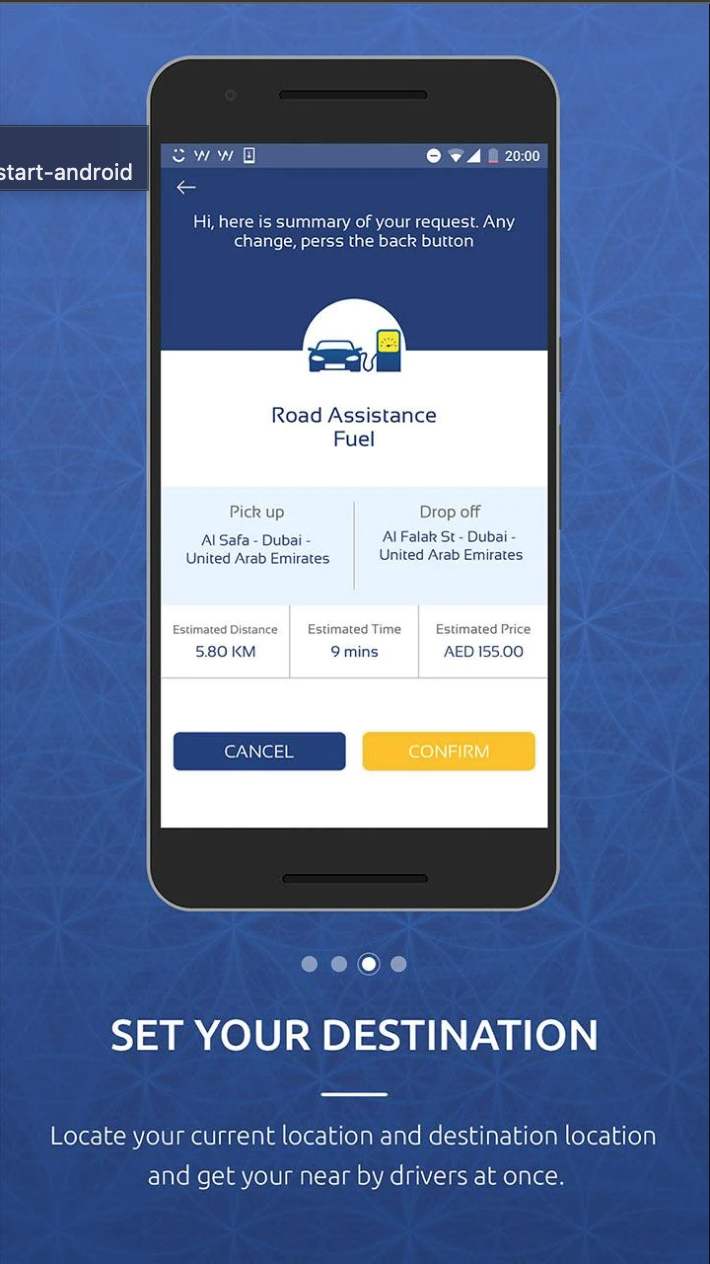 start-android
20:00
Hi, here is summary of your request. Any
change, perss the back button
Road Assistance
Fuel
Pick up
Al Safa - Dubai -
United Arab Emirates
Drop off
Al Falak St - Dubai -
United Arab Emirates
Estimated Distance
5.80 KM
Estimated Time
9 mins
Estimated Price
AED 155.00
CANCEL
CONFIRM
SET YOUR DESTINATION
Locate your current location and destination location
and get your near by drivers at once.